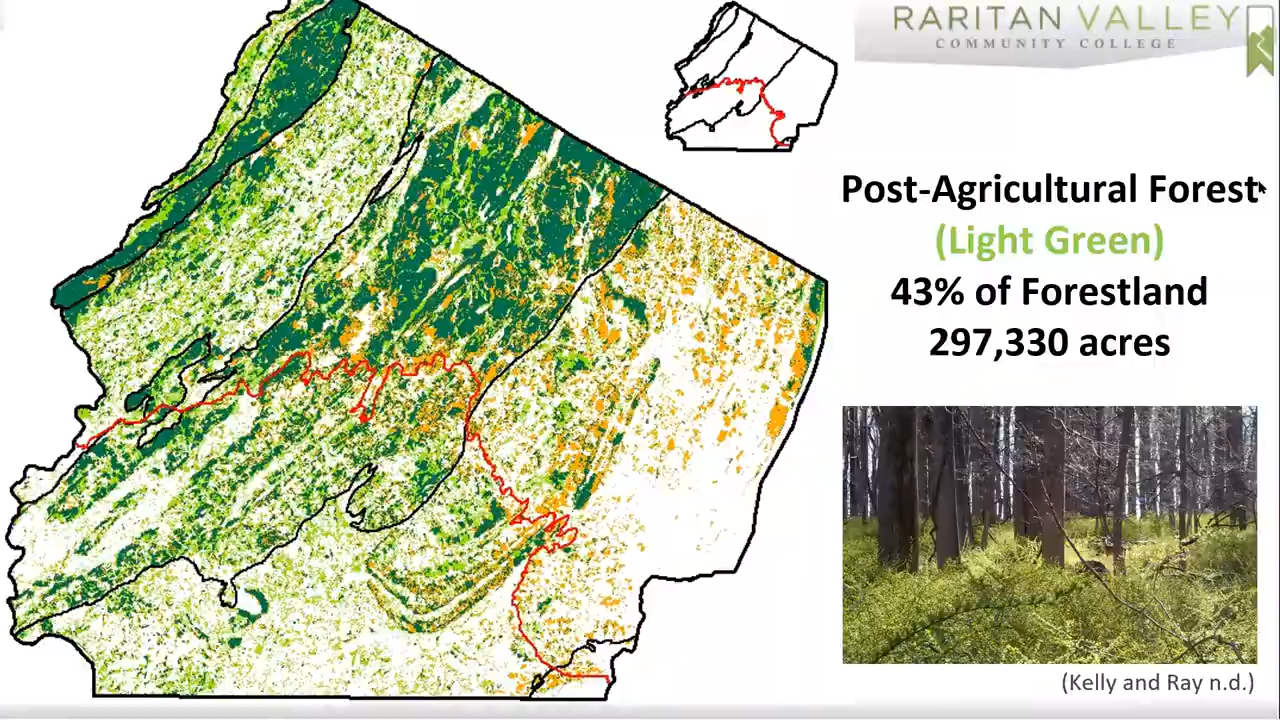 RARITAN VALLEY
COMMUNITY COLLEGE
Post-Agricultural Forest
(Light Green)
43% of Forestland
297,330 acres
(Kelly and Ray n.d.)